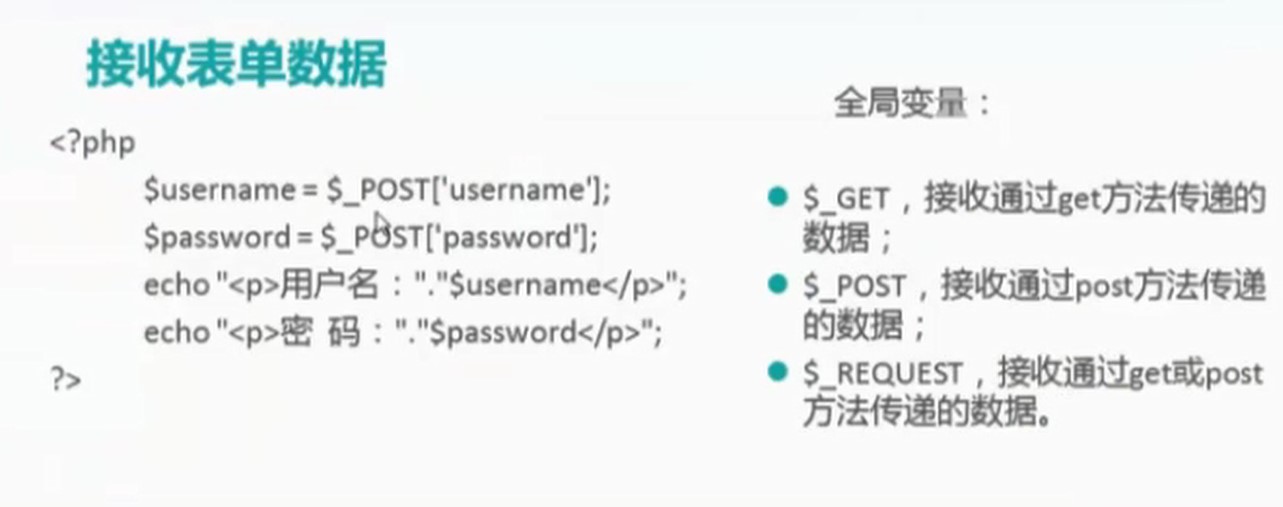 接收表单数据
<?php
$username = $_POST['username'];
$password = $_POST['password'];
echo "<p>用户名："."$username</p>";
echo "<p>密 码："."$password</p>";
?>
全局变量：
$_GET，接收通过get方法传递的
数据；
$_POST，接收通过post方法传递
的数据；
$_REQUEST，接收通过get或post
方法传递的数据。